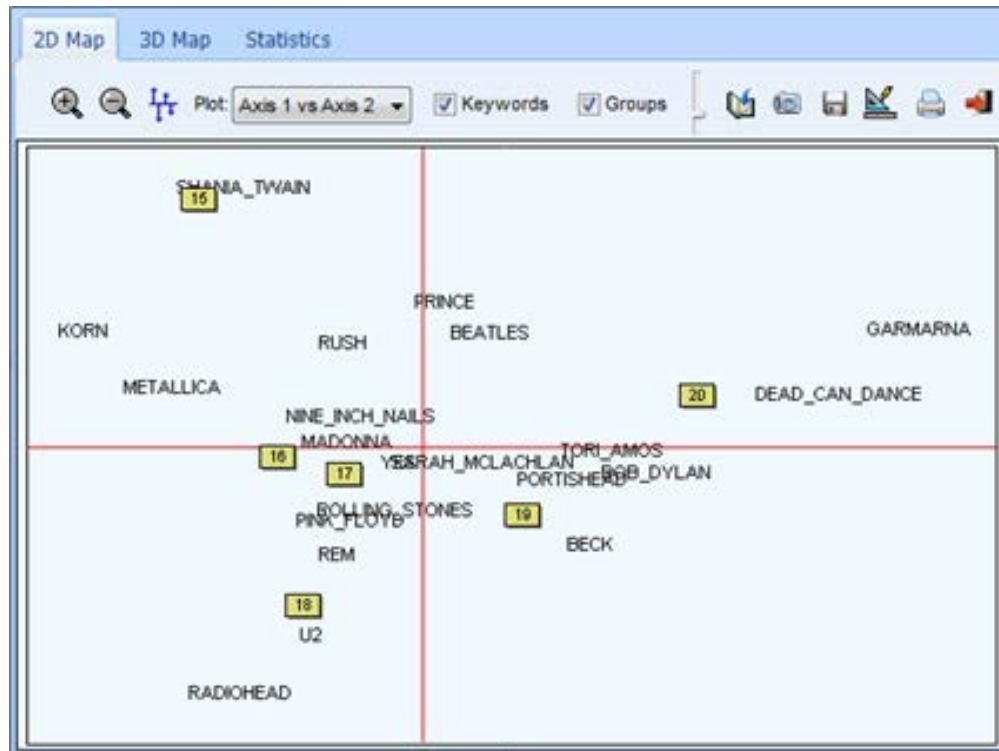 2D Map 3D Map Statistics
Plot: Axis 1 vs Axis 2 Keywords Groups
SHANIA_TWAIN
15
PRINCE
KORN
BEATLES
GARMARNA
RUSH
METALLICA
20
DEAD_CAN_DANCE
NINE_INCH_NAILS
MADONNA
16
TORI_AMOS
YES
SARAH_MCLACHLAN
17
BOB_DYLAN
PORTISHEAD
ROLLING_STONES
PINK_FLOYD
19
BECK
REM
18
U2
RADIOHEAD